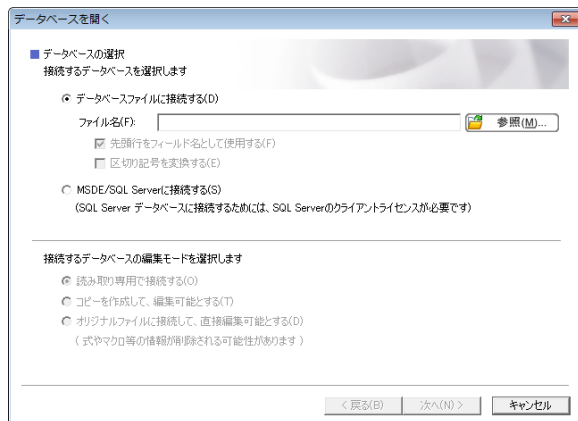 データベースを開く
データベースの選択
接続するデータベースを選択します
データベースファイルに接続する(D)
ファイル名(F):
参照(M)...
先頭行をフィールド名として使用する(F)
区切り記号を変換する(E)
MSDE/SQL Serverに接続する(S)
(SQL Server データベースに接続するためには、SQL Serverのクライアントライセンスが必要です)
接続するデータベースの編集モードを選択します
読み取り専用で接続する(O)
コピーを作成して、編集可能とする(T)
オリジナルファイルに接続して、直接編集可能とする(D)
( 式やマクロ等の情報が削除される可能性があります )
< 戻る(B) 次へ(N) > キャンセル